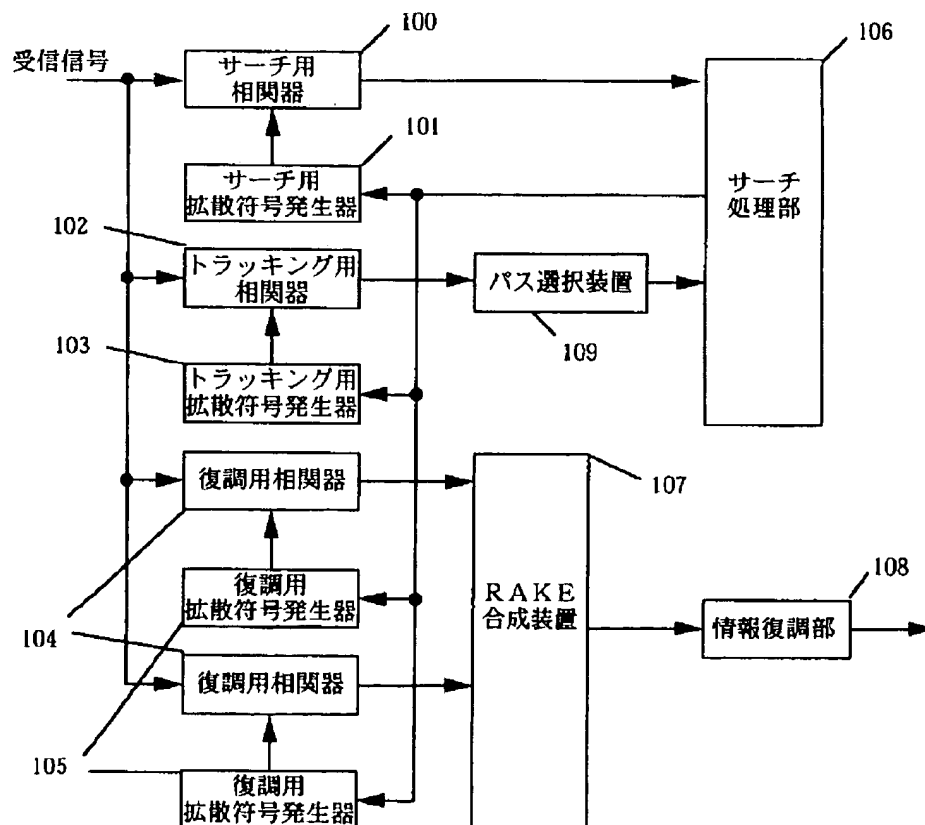 100
受信信号
サーチ用
相関器
106
101
サーチ用
拡散符号発生器
サーチ
処理部
102
トラッキング用
相関器
パス選択装置
109
103
トラッキング用
拡散符号発生器
復調用相関器
107
復調用
拡散符号発生器
104
RAKE
合成装置
108
情報復調部
復調用相関器
105
復調用
拡散符号発生器